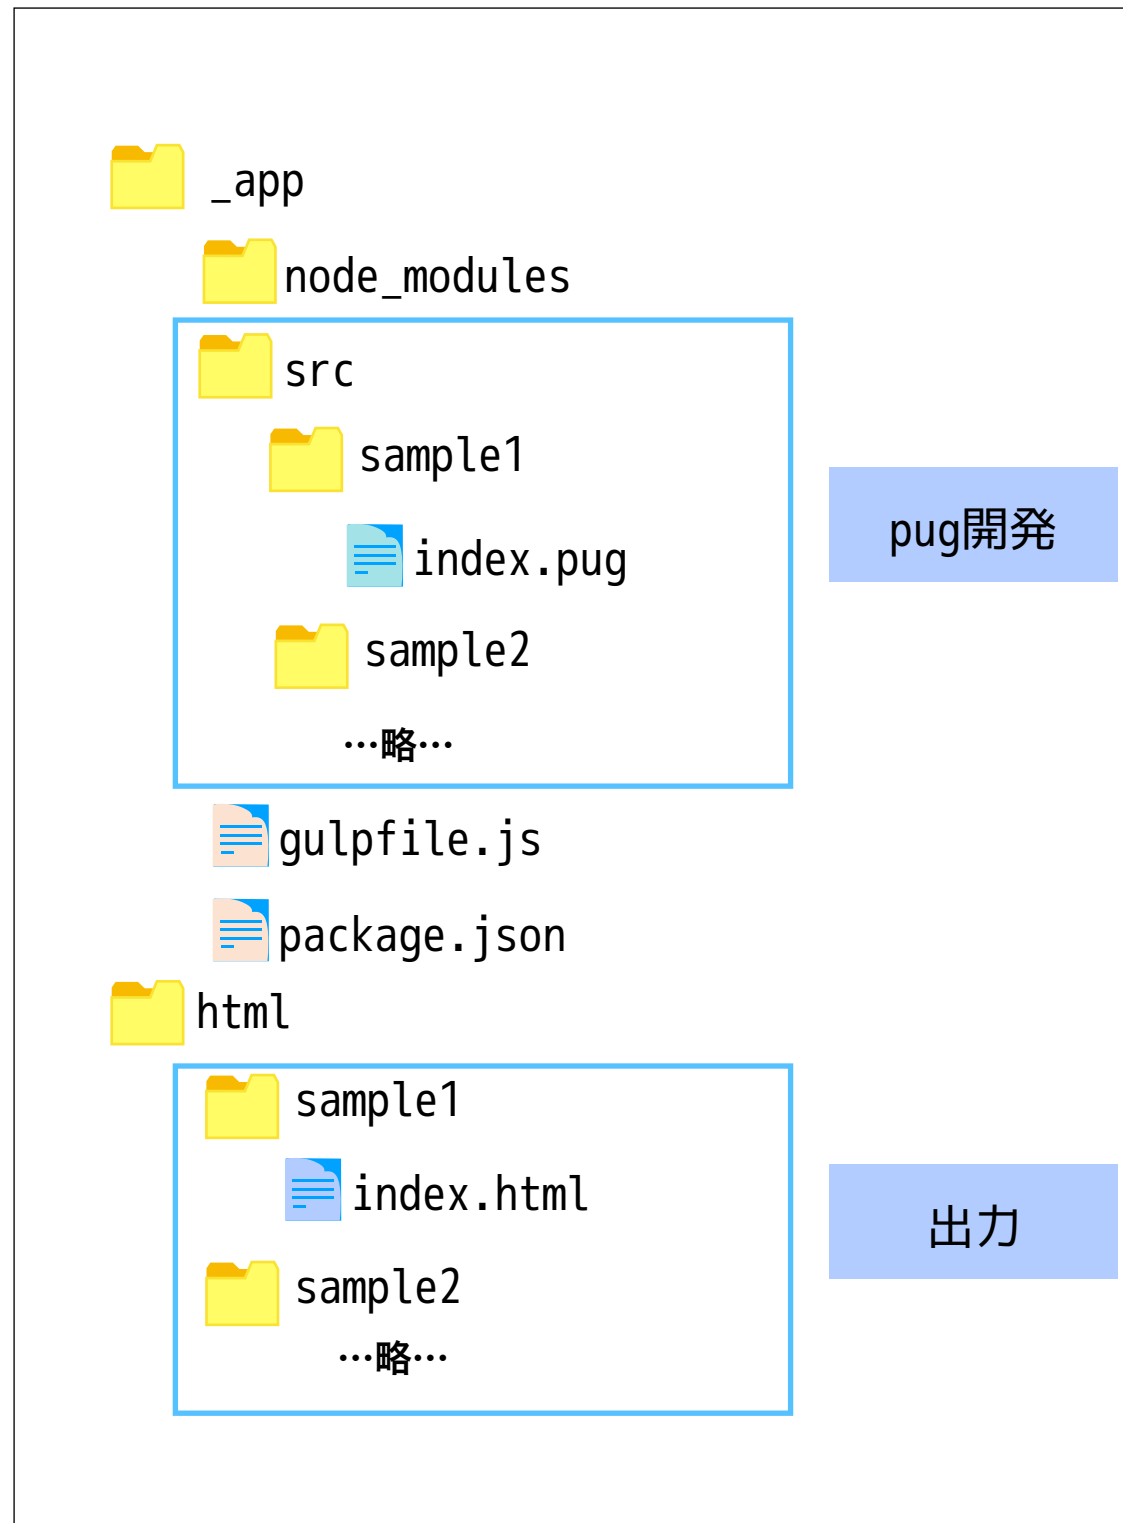 _app
node_modules
src
sample1
index.pug
sample2
…略…
pug開発
gulpfile.js
package.json
html
sample1
index.html
sample2
…略…
出力